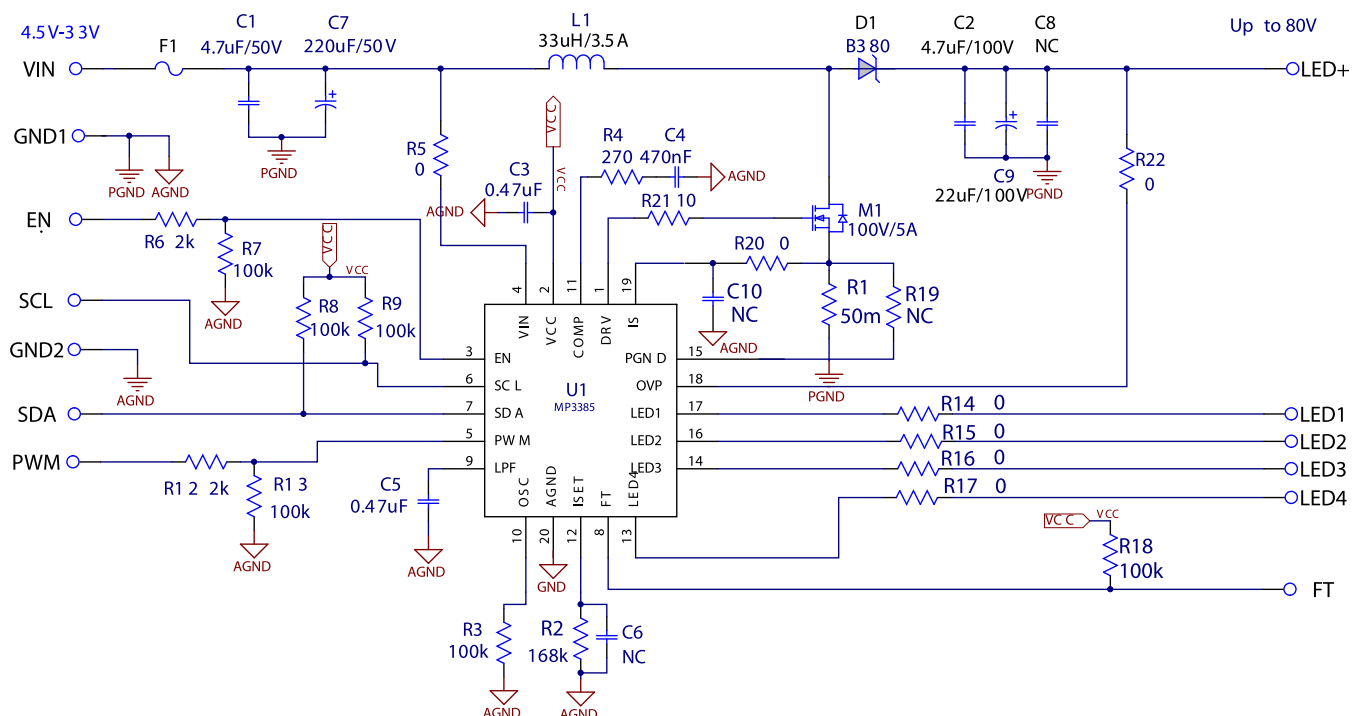 4.5V-33V
VIN
F1
C1
4.7uF/50V
C7
220uF/50V
L1
33uH/3.5A
D1
B380
C2
4.7uF/100V
C8
NC
Up to 80V
LED+
GND1
PGND
AGND
PGND
R5
0
C3
0.47uF
AGND
VCC
VCC
R4
270
C4
470nF
AGND
R21 10
M1
100V/5A
C9
22uF/100V
PGND
R22
0
EN
R6 2k
R7
100k
AGND
VCC
VCC
R20 0
C10
NC
AGND
R1
50m
R19
NC
PGND
SCL
R8
100k
R9
100k
GND2
AGND
SDA
PWM
R12 2k
R13
100k
AGND
C5
0.47uF
AGND
4
2
11
1
19
VIN
VCC
COMP
DRV
IS
3
EN
6
SCL
7
SDA
5
PWM
9
LPF
U1
MP3385
PGND
15
OVP
18
LED1
17
LED2
16
LED3
14
OSC
AGND
ISET
FT
LED4
10
20
12
8
13
GND
R14 0
LED1
R15 0
LED2
R16 0
LED3
R17 0
LED4
VCC
VCC
R18
100k
FT
R3
100k
AGND
R2
168k
C6
NC
AGND